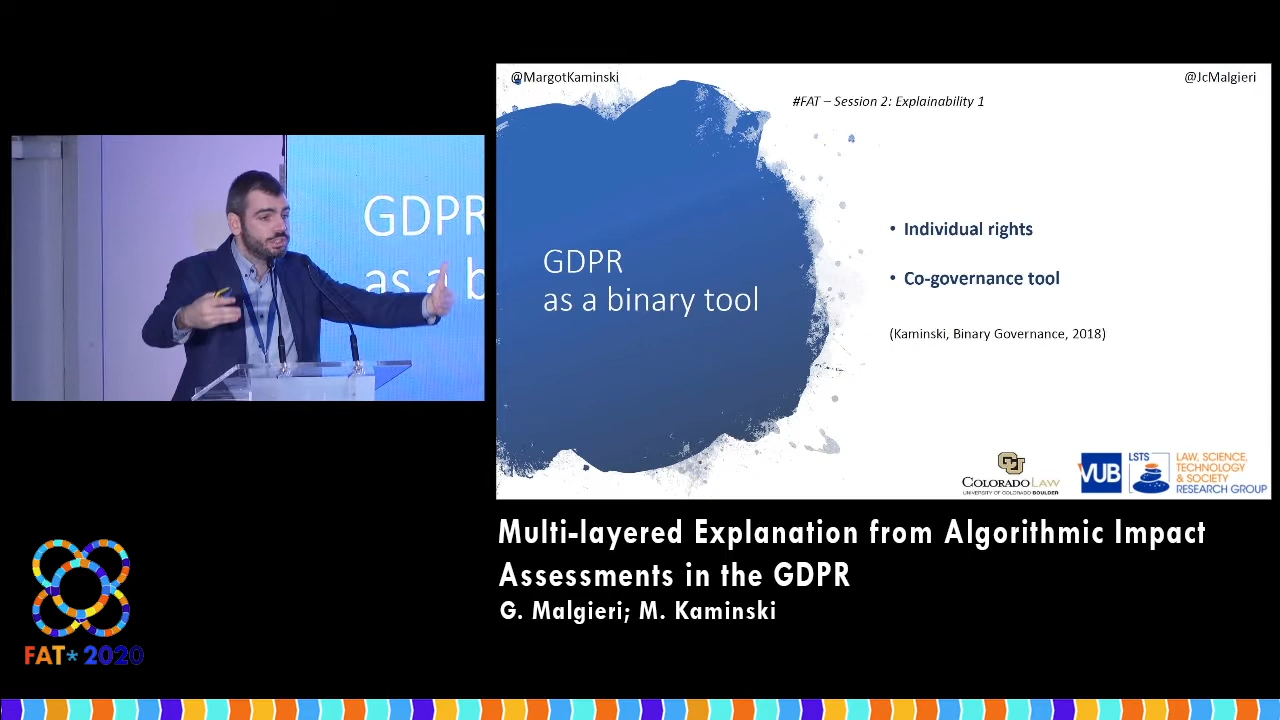 @MargotKaminski
@JcMalgieri
#FAT – Session 2: Explainability 1
GDPR
as a b
GDPR
as a binary tool
• Individual rights
• Co-governance tool
(Kaminski, Binary Governance, 2018)
COLORADO LAW
UNIVERSITY OF COLORADO BOULDER
VUB
LSTS
LAW, SCIENCE,
TECHNOLOGY
& SOCIETY
RESEARCH GROUP
Multi-layered Explanation from Algorithmic Impact
Assessments in the GDPR
G. Malgieri; M. Kaminski
FAT* 2020